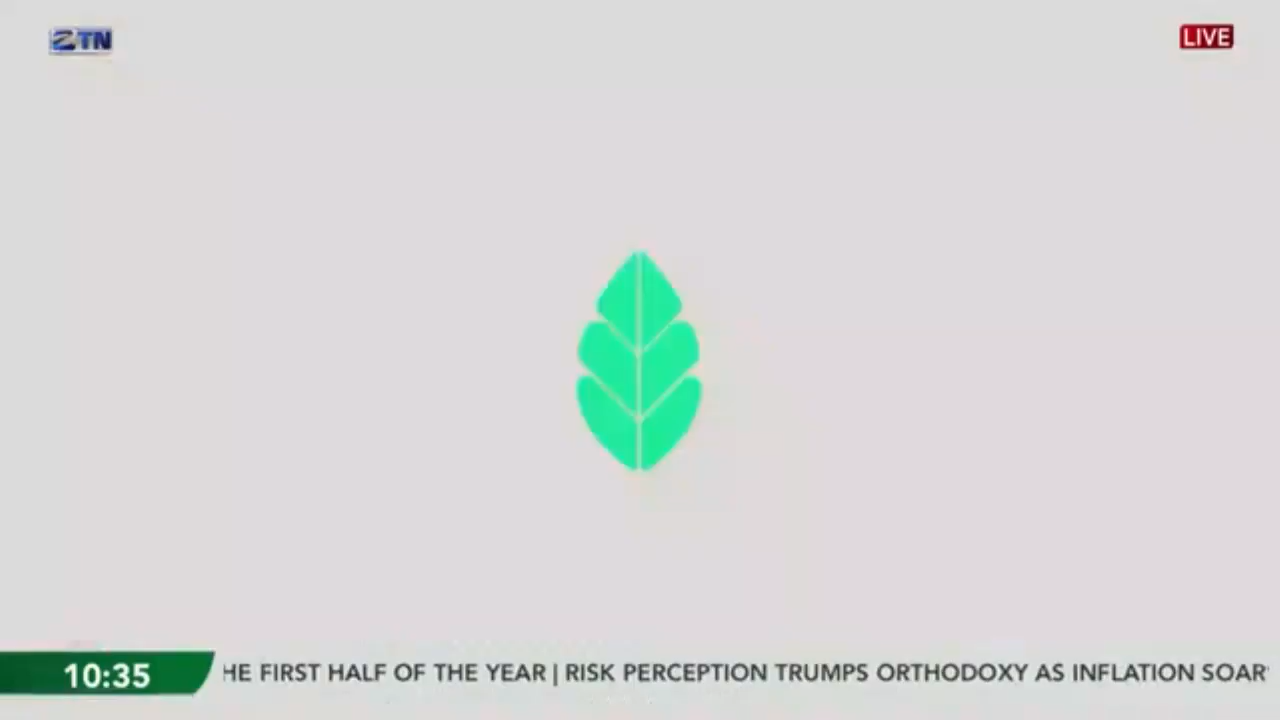 ZTN
LIVE
10:35
HE FIRST HALF OF THE YEAR | RISK PERCEPTION TRUMPS ORTHODOXY AS INFLATION SOAR